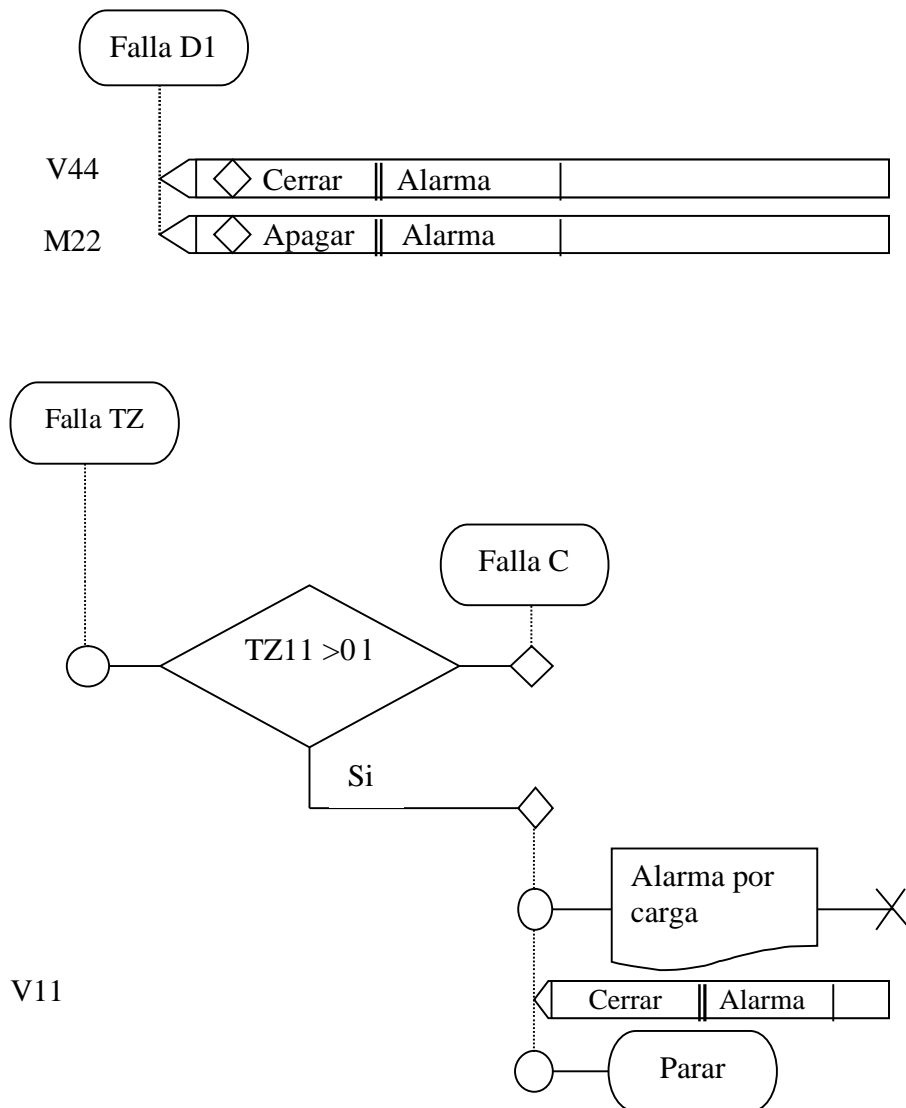 Falla D1
V44
Cerrar
Alarma
M22
Apagar
Alarma
Falla TZ
Falla C
TZ11 >0 l
Si
Alarma por
carga
V11
Cerrar
Alarma
Parar